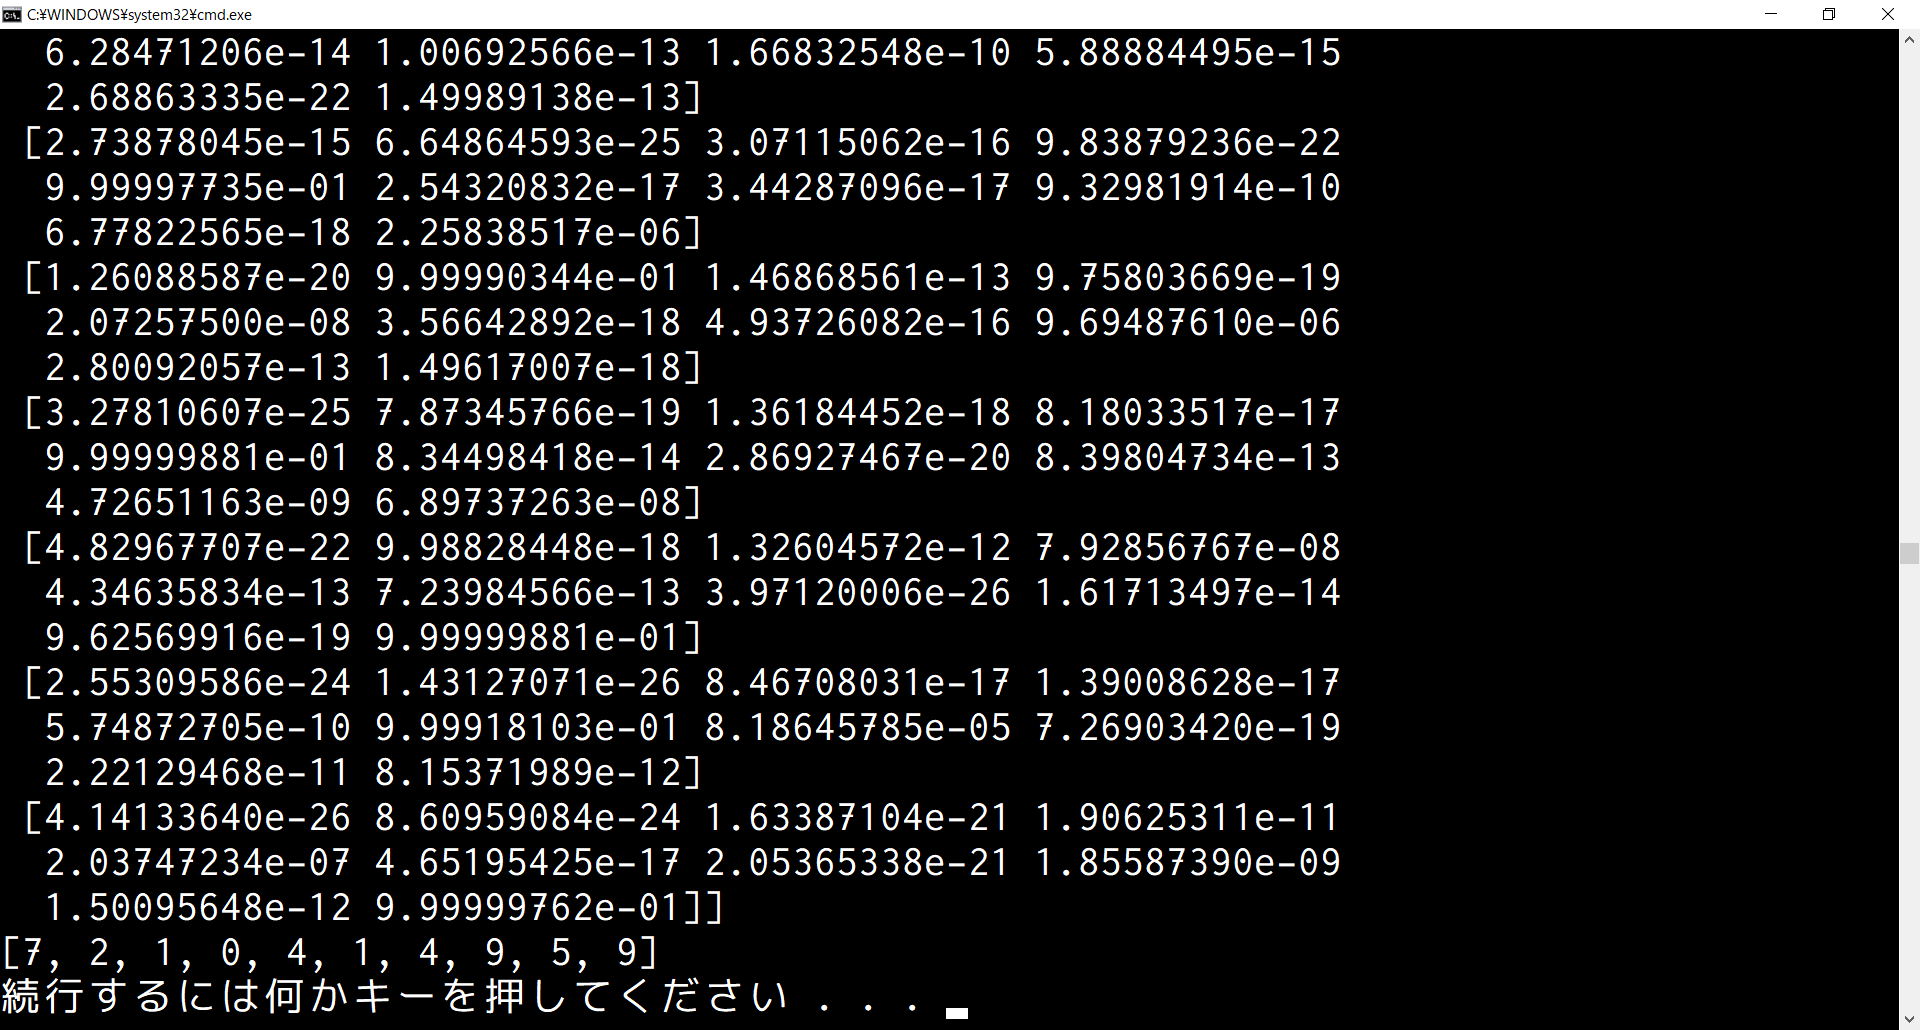 C:¥WINDOWS¥system32¥cmd.exe
6.28471206e-14 1.00692566e-13 1.66832548e-10 5.88884495e-15
2.68863335e-22 1.49989138e-13]
[2.73878045e-15 6.64864593e-25 3.07115062e-16 9.83879236e-22
9.99997735e-01 2.54320832e-17 3.44287096e-17 9.32981914e-10
6.77822565e-18 2.25838517e-06]
[1.26088587e-20 9.99990344e-01 1.46868561e-13 9.75803669e-19
2.07257500e-08 3.56642892e-18 4.93726082e-16 9.69487610e-06
2.80092057e-13 1.49617007e-18]
[3.27810607e-25 7.87345766e-19 1.36184452e-18 8.18033517e-17
9.99999881e-01 8.34498418e-14 2.86927467e-20 8.39804734e-13
4.72651163e-09 6.89737263e-08]
[4.82967707e-22 9.98828448e-18 1.32604572e-12 7.92856767e-08
4.34635834e-13 7.23984566e-13 3.97120006e-26 1.61713497e-14
9.62569916e-19 9.99999881e-01]
[2.55309586e-24 1.43127071e-26 8.46708031e-17 1.39008628e-17
5.74872705e-10 9.99918103e-01 8.18645785e-05 7.26903420e-19
2.22129468e-11 8.15371989e-12]
[4.14133640e-26 8.60959084e-24 1.63387104e-21 1.90625311e-11
2.03747234e-07 4.65195425e-17 2.05365338e-21 1.85587390e-09
1.50095648e-12 9.99999762e-01]]
[7, 2, 1, 0, 4, 1, 4, 9, 5, 9]
続行するには何かキーを押してください . . .